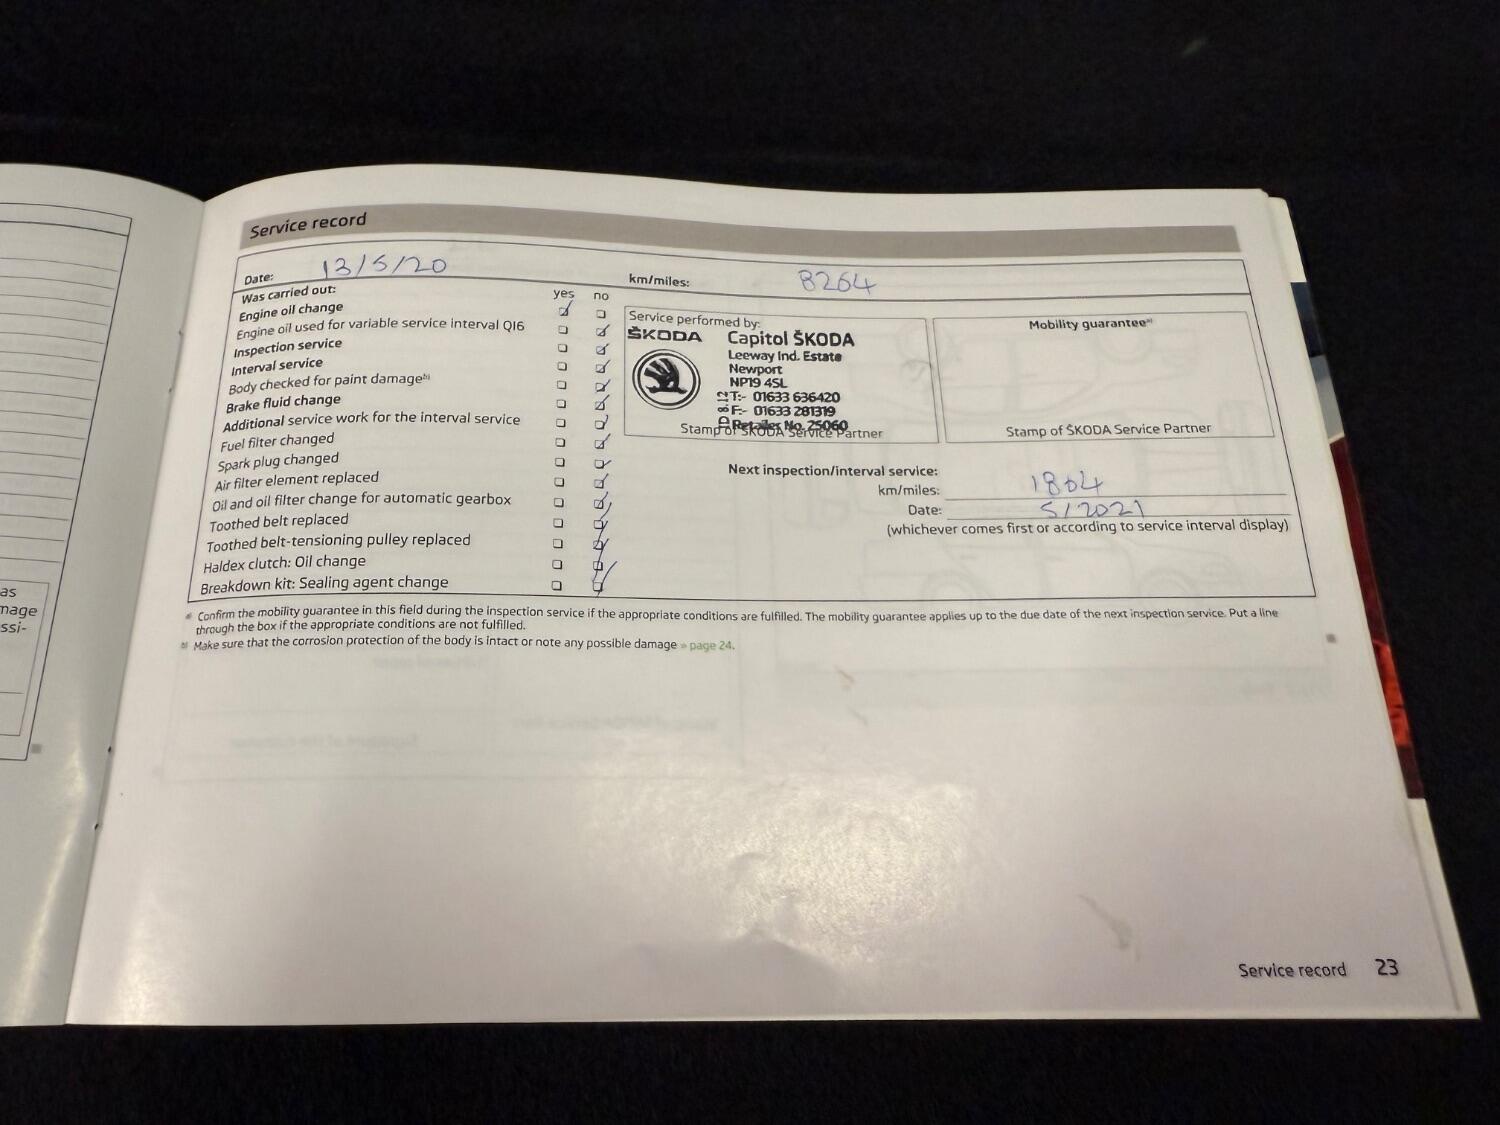 as
mage
ssi-
Service record
Date: 13/5/20 km/miles: 8264
Was carried out: yes no
Engine oil change
Engine oil used for variable service interval QI6
Inspection service
Interval service
Body checked for paint damage b)
Brake fluid change
Additional service work for the interval service
Fuel filter changed
Spark plug changed
Air filter element replaced
Oil and oil filter change for automatic gearbox
Toothed belt replaced
Toothed belt-tensioning pulley replaced
Haldex clutch: Oil change
Breakdown kit: Sealing agent change
Service performed by:
ŠKODA Capitol ŠKODA
Leeway Ind. Estate
Newport
NP19 4SL
T:- 01633 636420
F:- 01633 281319
Retailer No. 25060
Stamp of ŠKODA Service Partner
Mobility guarantee a)
Stamp of ŠKODA Service Partner
Next inspection/interval service:
km/miles: 1804
Date: 5/2021
(whichever comes first or according to service interval display)
a) Confirm the mobility guarantee in this field during the inspection service if the appropriate conditions are fulfilled. The mobility guarantee applies up to the due date of the next inspection service. Put a line
through the box if the appropriate conditions are not fulfilled.
b) Make sure that the corrosion protection of the body is intact or note any possible damage » page 24.
Service record 23